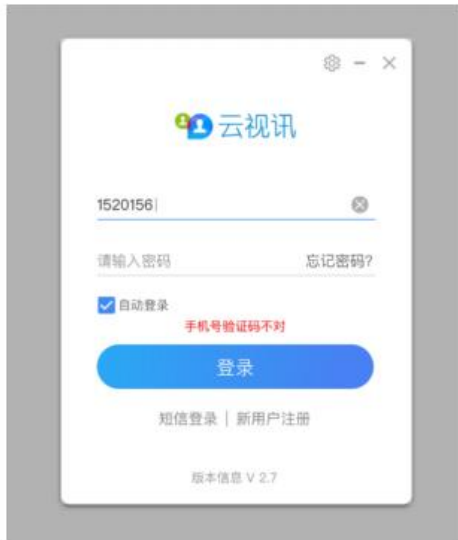 云视讯
1520156
请输入密码 忘记密码?
自动登录
手机号验证码不对
登录
短信登录 | 新用户注册
版本信息 V 2.7